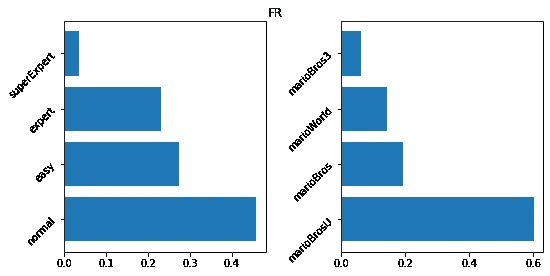 FR
superExpert
expert
easy
normal
0.0 0.1 0.2 0.3 0.4
marioBros3
marioWorld
marioBros
marioBrosU
0.0 0.2 0.4 0.6